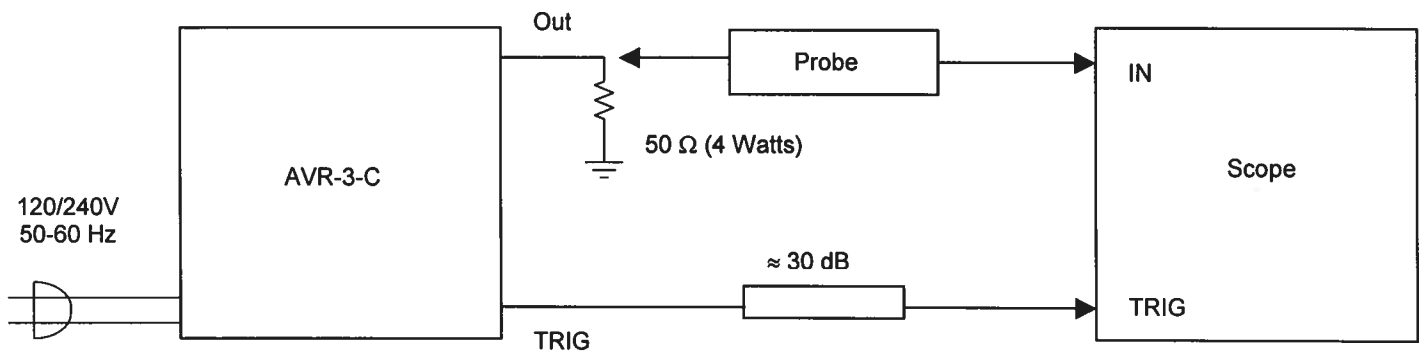 Out
Probe
IN
50 Ω (4 Watts)
AVR-3-C
Scope
120/240V
50-60 Hz
≈ 30 dB
TRIG
TRIG